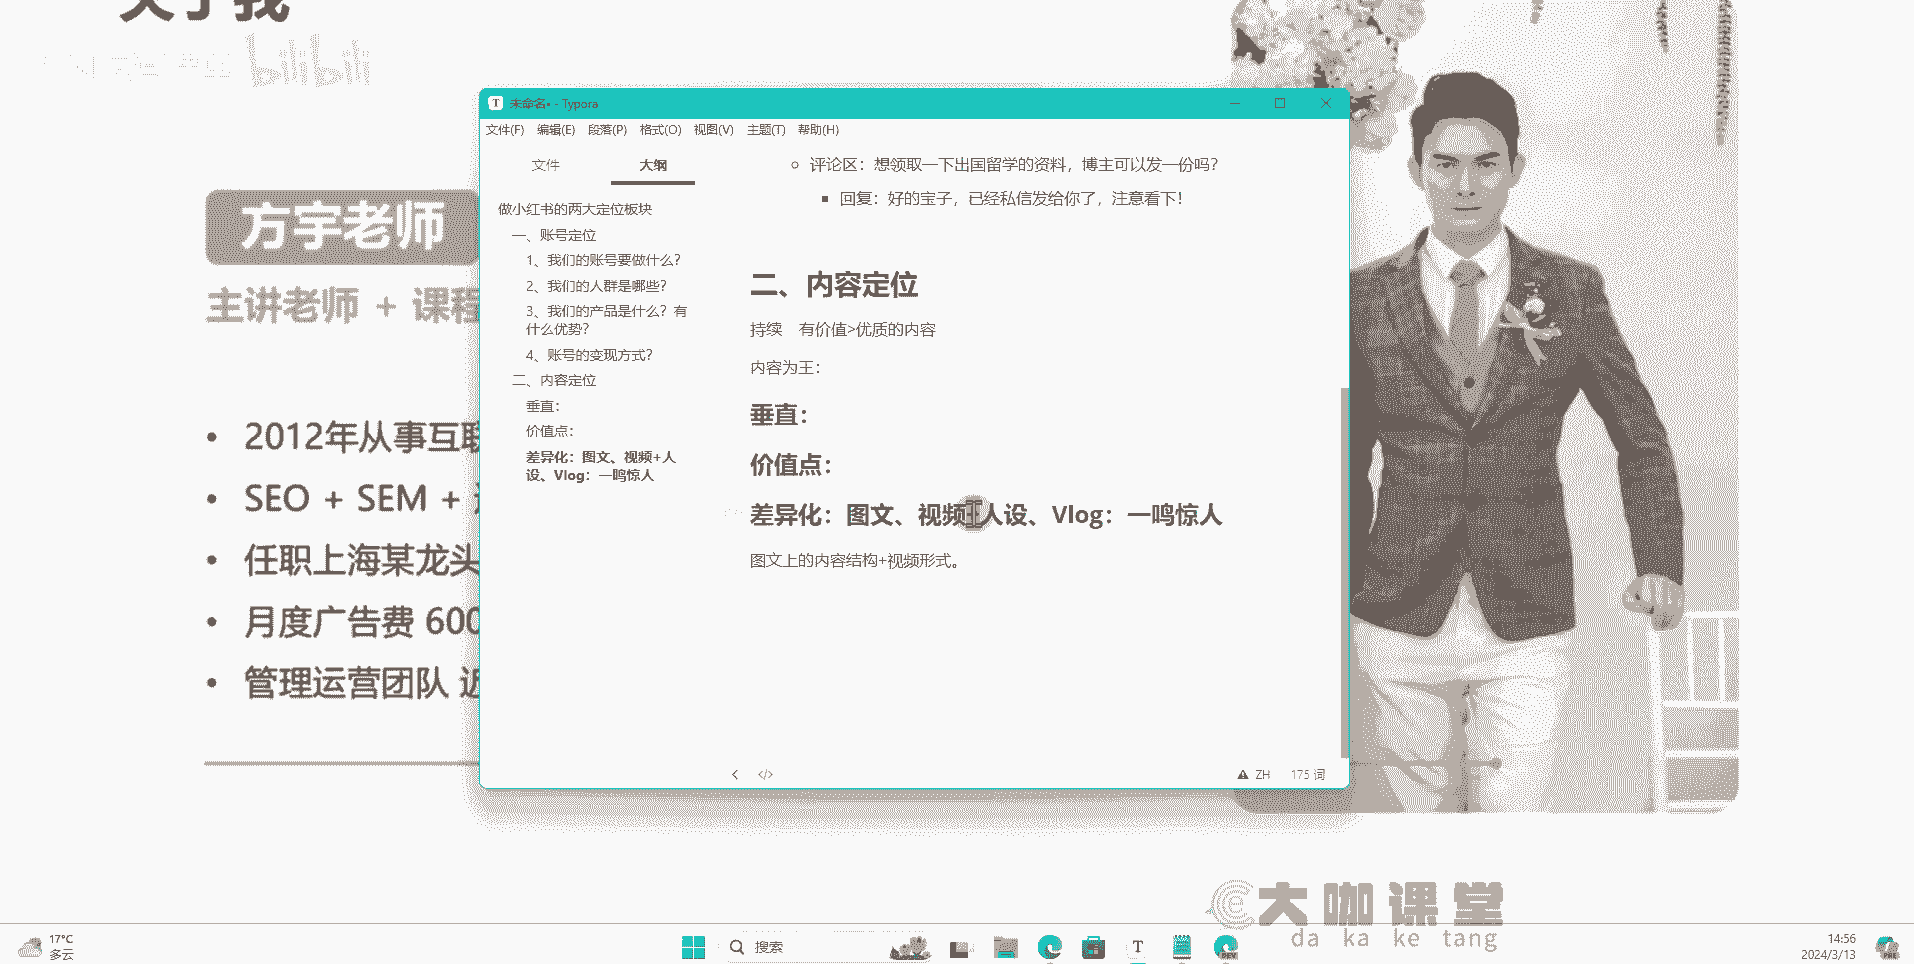 关于我
bilibili
方宇老师
主讲老师 + 课程
2012年从事互联
SEO + SEM +
任职上海某龙头
月度广告费 600
管理运营团队 近
未命名• - Typora
文件(F) 编辑(E) 段落(P) 格式(O) 视图(V) 主题(T) 帮助(H)
文件 大纲
做小红书的两大定位板块
一、账号定位
1、我们的账号要做什么？
2、我们的人群是哪些？
3、我们的产品是什么？有
什么优势？
4、账号的变现方式？
二、内容定位
垂直：
价值点：
差异化：图文、视频+人
设、Vlog：一鸣惊人
评论区：想领取一下出国留学的资料，博主可以发一份吗？
回复：好的宝子，已经私信发给你了，注意看下！
二、内容定位
持续 有价值>优质的内容
内容为王：
垂直：
价值点：
差异化：图文、视频+人设、Vlog：一鸣惊人
图文上的内容结构+视频形式。
ZH 175 词
大咖课堂
da ka ke tang
17°C
多云
搜索
14:56
2024/3/13